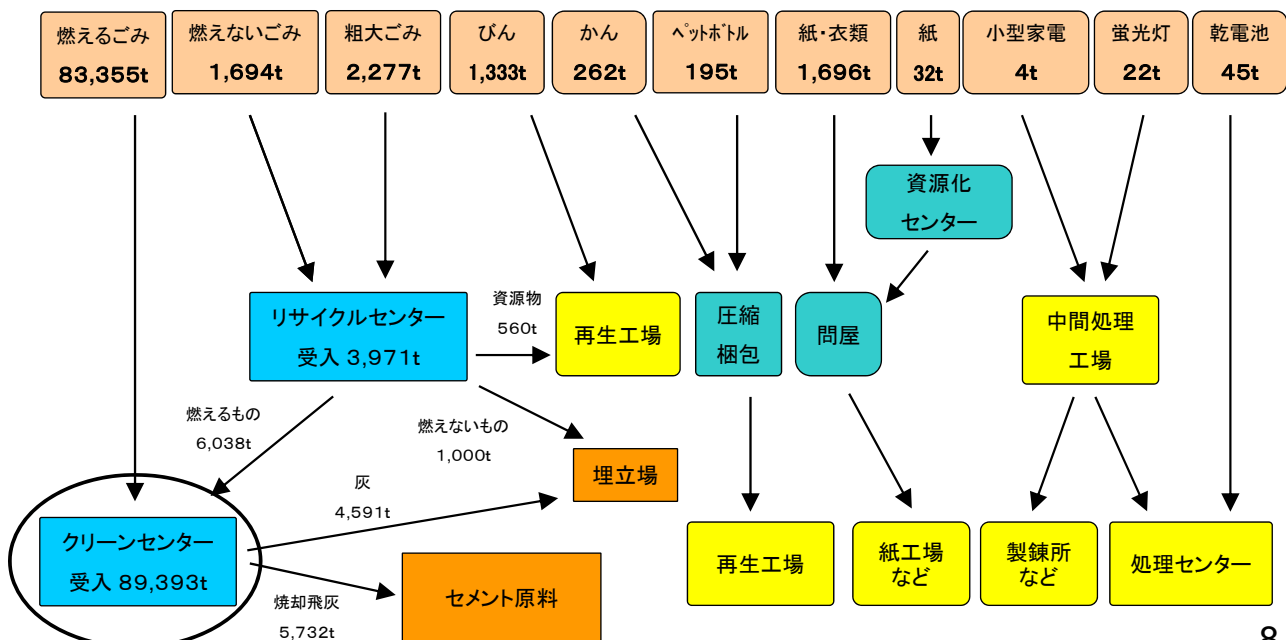 燃えるごみ
83,355t
燃えないごみ
1,694t
粗大ごみ
2,277t
びん
1,333t
かん
262t
ペットボトル
195t
紙・衣類
1,696t
紙
32t
小型家電
4t
蛍光灯
22t
乾電池
45t
資源化
センター
リサイクルセンター
受入 3,971t
資源物
560t
再生工場
圧縮
梱包
問屋
中間処理
工場
燃えるもの
6,038t
燃えないもの
1,000t
埋立場
灰
4,591t
クリーンセンター
受入 89,393t
焼却飛灰
5,732t
セメント原料
再生工場
紙工場
など
製錬所
など
処理センター